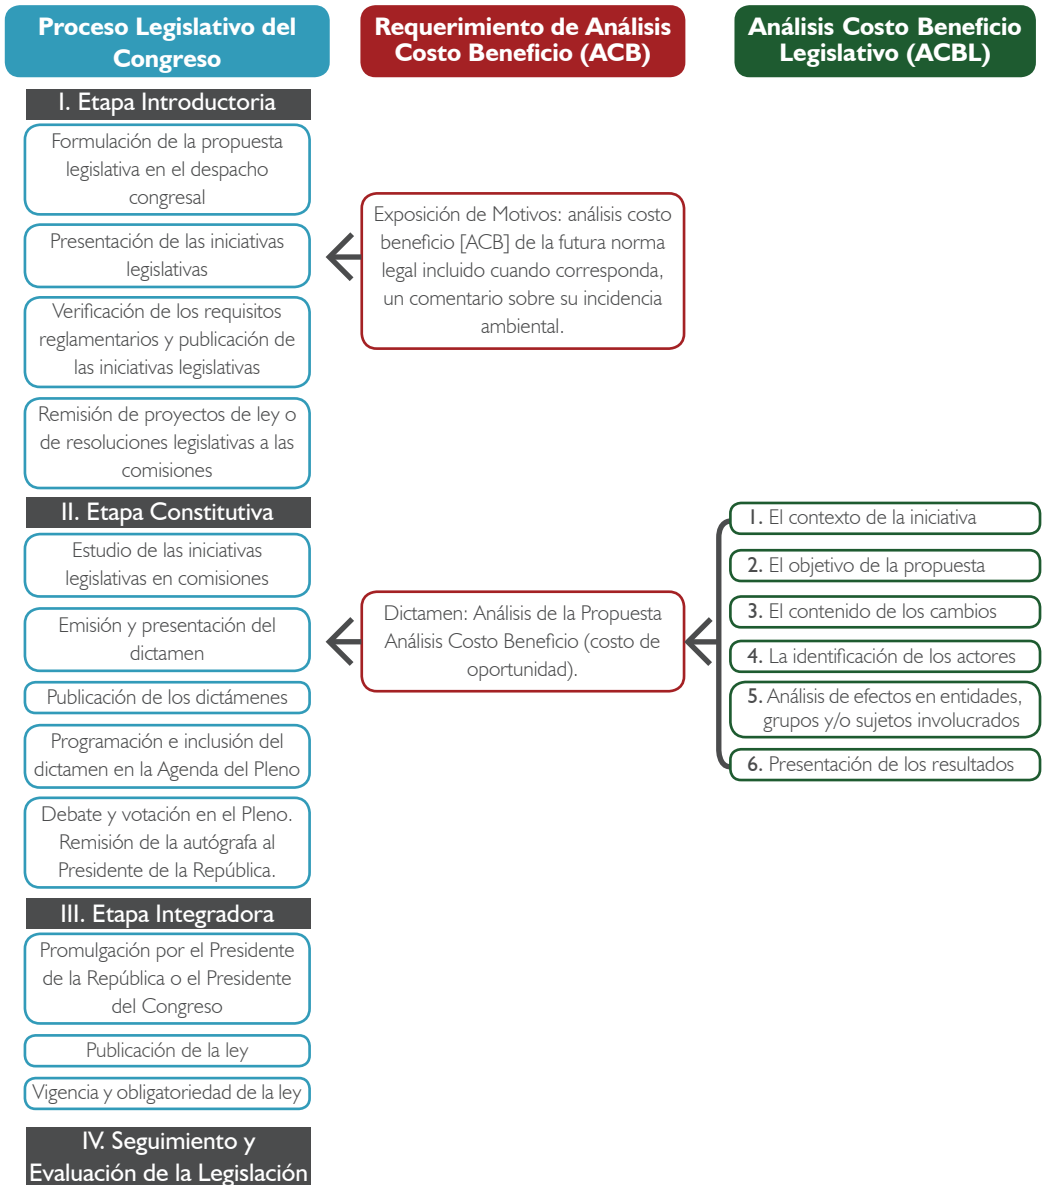 Proceso Legislativo del
Congreso
Requerimiento de Análisis
Costo Beneficio (ACB)
Análisis Costo Beneficio
Legislativo (ACBL)
I. Etapa Introductoria
Formulación de la propuesta
legislativa en el despacho
congresal
Presentación de las iniciativas
legislativas
Verificación de los requisitos
reglamentarios y publicación de
las iniciativas legislativas
Remisión de proyectos de ley o
de resoluciones legislativas a las
comisiones
Exposición de Motivos: análisis costo
beneficio [ACB] de la futura norma
legal incluido cuando corresponda,
un comentario sobre su incidencia
ambiental.
II. Etapa Constitutiva
Estudio de las iniciativas
legislativas en comisiones
Emisión y presentación del
dictamen
Publicación de los dictámenes
Programación e inclusión del
dictamen en la Agenda del Pleno
Debate y votación en el Pleno.
Remisión de la autógrafa al
Presidente de la República.
Dictamen: Análisis de la Propuesta
Análisis Costo Beneficio (costo de
oportunidad).
1. El contexto de la iniciativa
2. El objetivo de la propuesta
3. El contenido de los cambios
4. La identificación de los actores
5. Análisis de efectos en entidades,
grupos y/o sujetos involucrados
6. Presentación de los resultados
III. Etapa Integradora
Promulgación por el Presidente
de la República o el Presidente
del Congreso
Publicación de la ley
Vigencia y obligatoriedad de la ley
IV. Seguimiento y
Evaluación de la Legislación